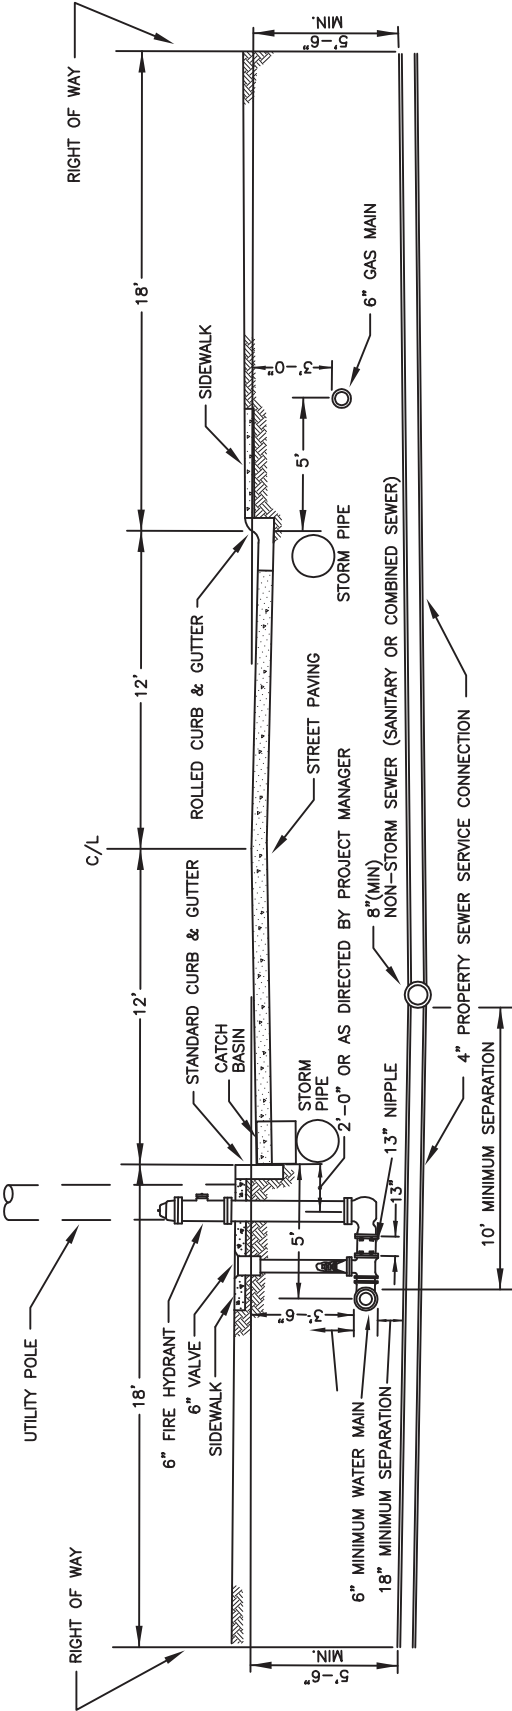 RIGHT OF WAY
18'
12'
C/L
12'
18'
RIGHT OF WAY
UTILITY POLE
6" FIRE HYDRANT
6" VALVE
SIDEWALK
STANDARD CURB & GUTTER
CATCH
BASIN
ROLLED CURB & GUTTER
SIDEWALK
STORM
PIPE
2'-0" OR AS DIRECTED BY PROJECT MANAGER
STREET PAVING
STORM PIPE
5'
3'-0"
6" GAS MAIN
5'
3'-6"
13"
13" NIPPLE
6" MINIMUM WATER MAIN
18" MINIMUM SEPARATION
8"(MIN)
NON-STORM SEWER (SANITARY OR COMBINED SEWER)
4" PROPERTY SEWER SERVICE CONNECTION
10' MINIMUM SEPARATION
5'-6"
MIN.
5'-6"
MIN.